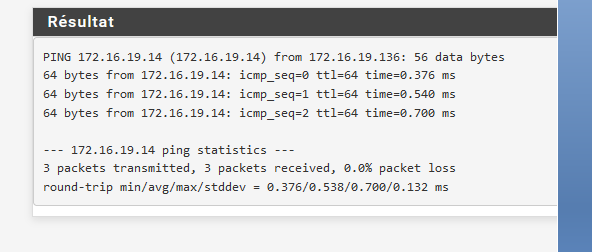 Résultat
PING 172.16.19.14 (172.16.19.14) from 172.16.19.136: 56 data bytes
64 bytes from 172.16.19.14: icmp_seq=0 ttl=64 time=0.376 ms
64 bytes from 172.16.19.14: icmp_seq=1 ttl=64 time=0.540 ms
64 bytes from 172.16.19.14: icmp_seq=2 ttl=64 time=0.700 ms
--- 172.16.19.14 ping statistics ---
3 packets transmitted, 3 packets received, 0.0% packet loss
round-trip min/avg/max/stddev = 0.376/0.538/0.700/0.132 ms